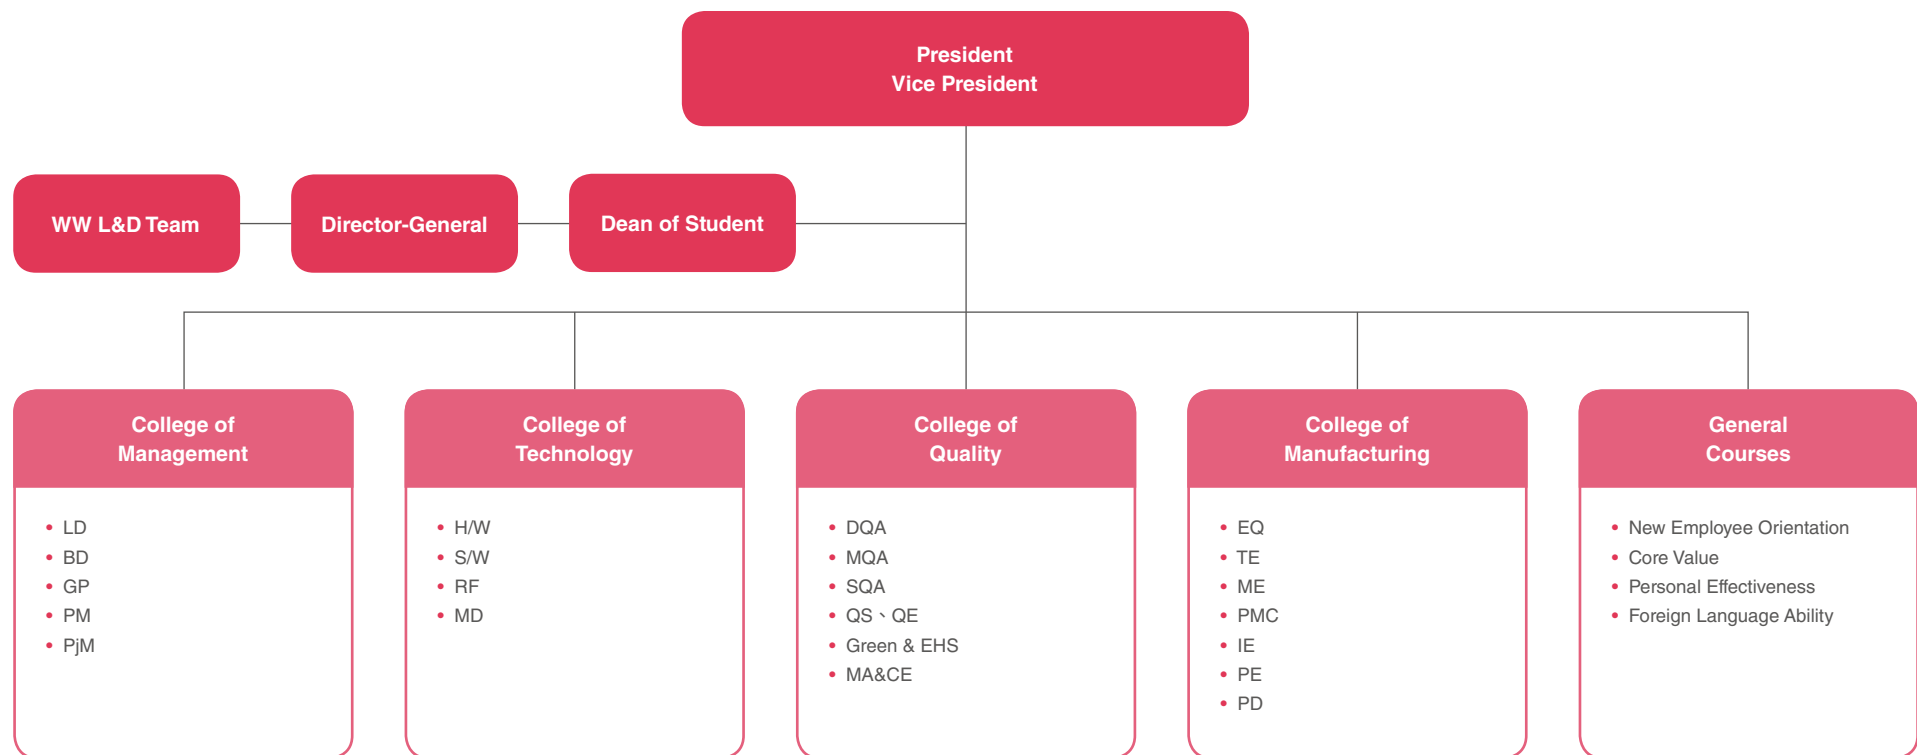 President
Vice President
WW L&D Team
Director-General
Dean of Student
College of
Management
• LD
• BD
• GP
• PM
• PjM
College of
Technology
• H/W
• S/W
• RF
• MD
College of
Quality
• DQA
• MQA
• SQA
• QS、QE
• Green & EHS
• MA&CE
College of
Manufacturing
• EQ
• TE
• ME
• PMC
• IE
• PE
• PD
General
Courses
• New Employee Orientation
• Core Value
• Personal Effectiveness
• Foreign Language Ability